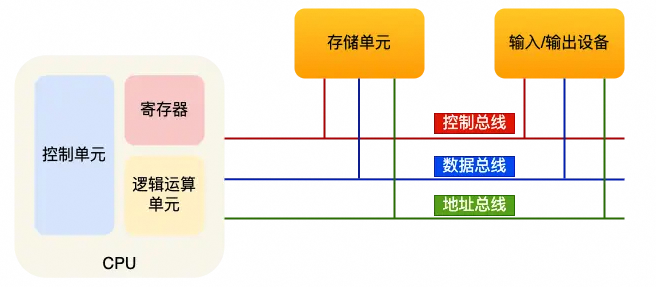 存储单元
输入/输出设备
控制单元
寄存器
逻辑运算
单元
CPU
控制总线
数据总线
地址总线